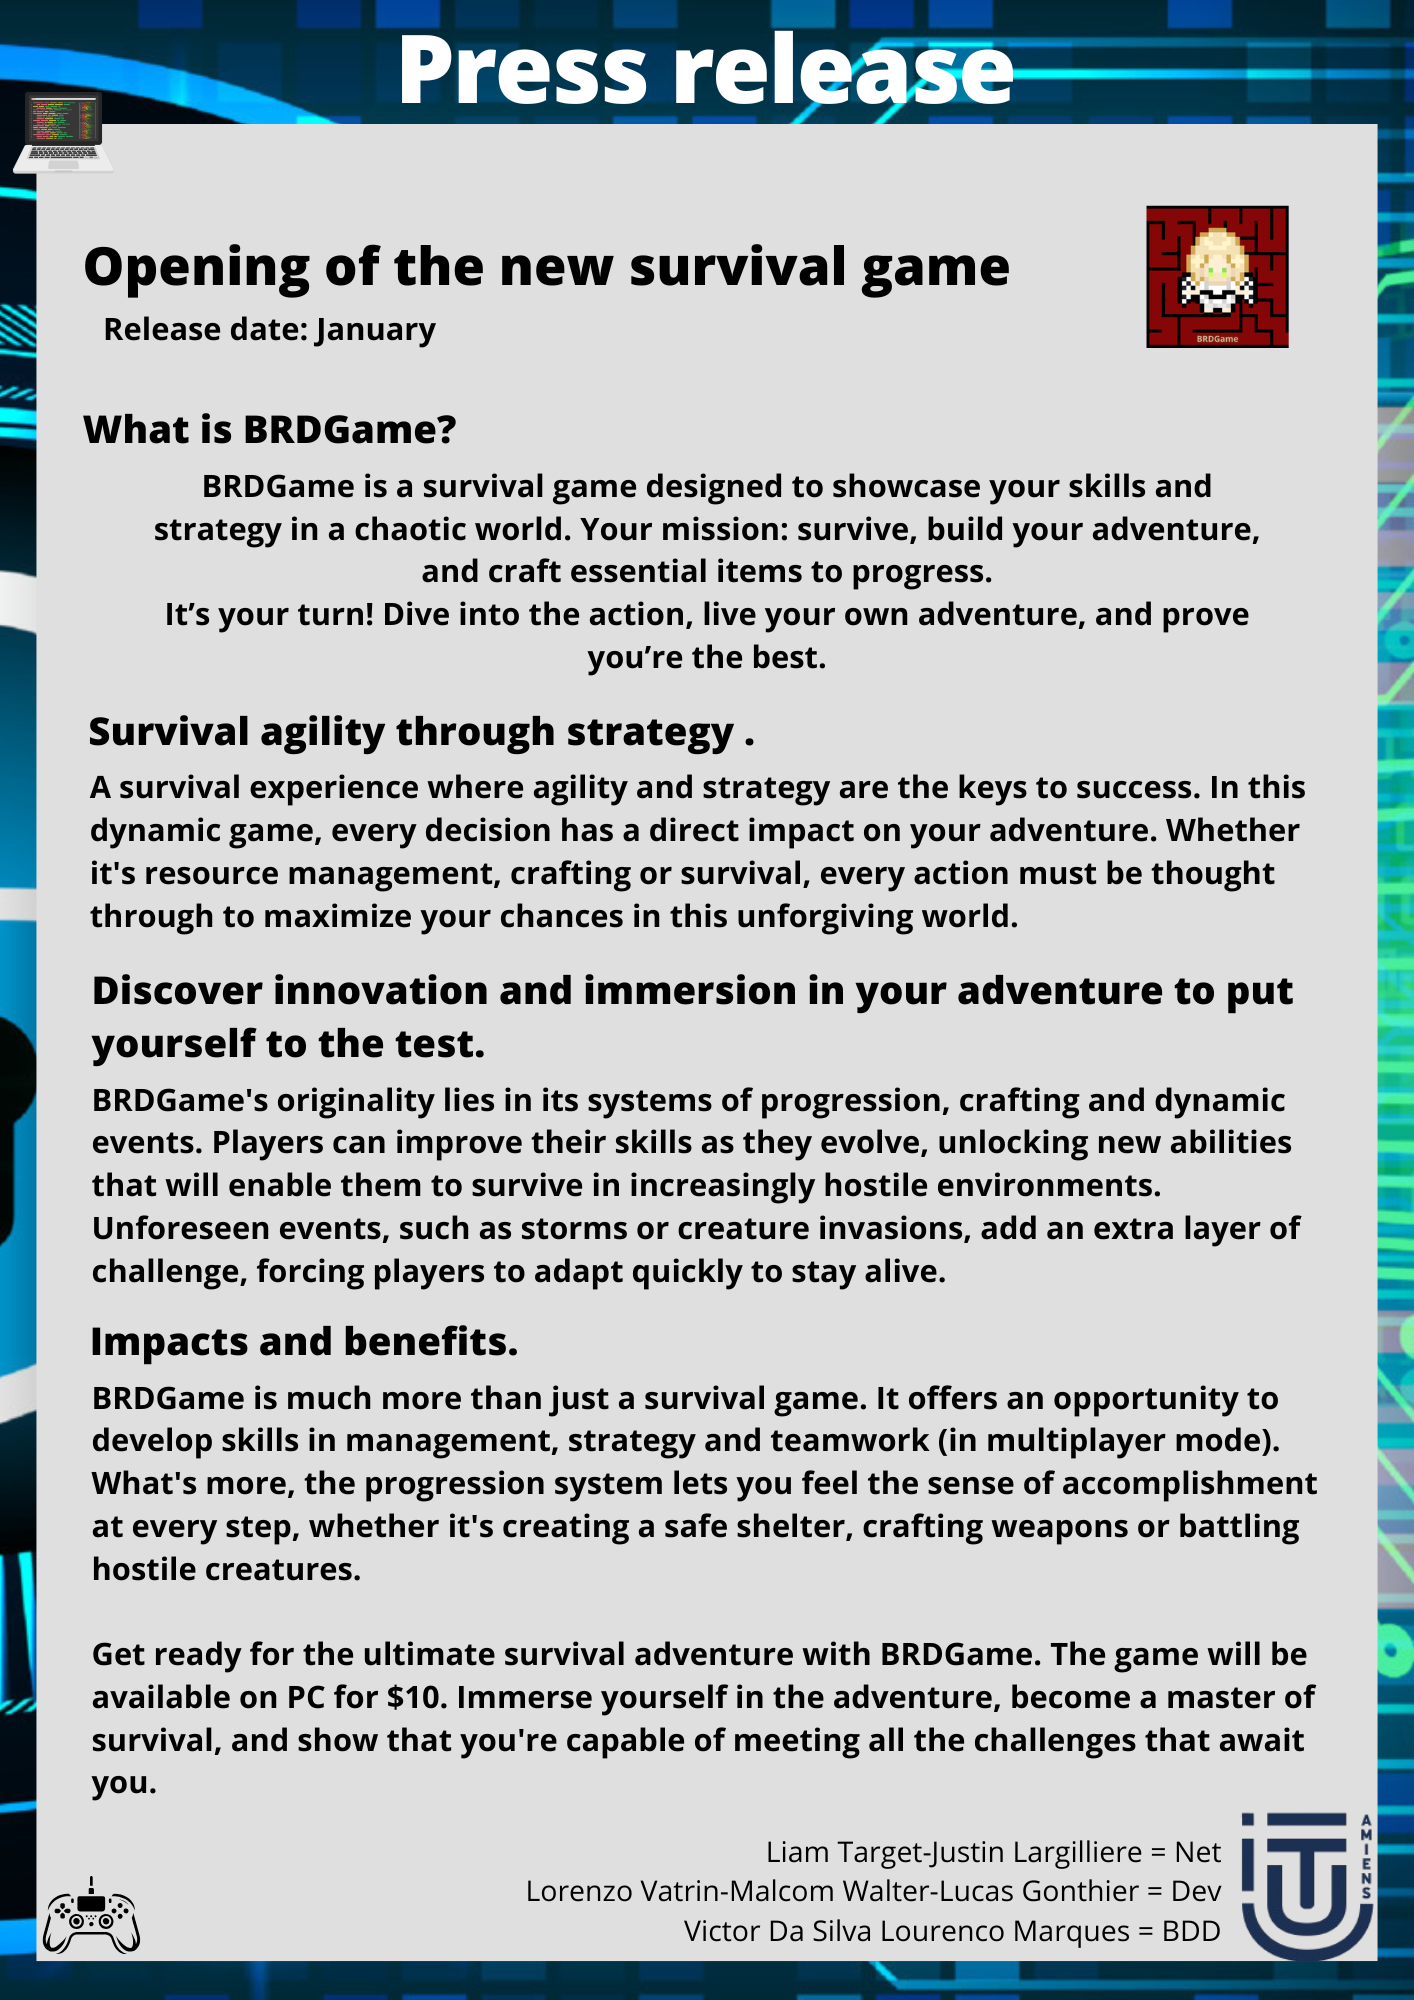 Press release
Opening of the new survival game
Release date: January
BRDGame
What is BRDGame?
BRDGame is a survival game designed to showcase your skills and
strategy in a chaotic world. Your mission: survive, build your adventure,
and craft essential items to progress.
It’s your turn! Dive into the action, live your own adventure, and prove
you’re the best.
Survival agility through strategy .
A survival experience where agility and strategy are the keys to success. In this
dynamic game, every decision has a direct impact on your adventure. Whether
it's resource management, crafting or survival, every action must be thought
through to maximize your chances in this unforgiving world.
Discover innovation and immersion in your adventure to put
yourself to the test.
BRDGame's originality lies in its systems of progression, crafting and dynamic
events. Players can improve their skills as they evolve, unlocking new abilities
that will enable them to survive in increasingly hostile environments.
Unforeseen events, such as storms or creature invasions, add an extra layer of
challenge, forcing players to adapt quickly to stay alive.
Impacts and benefits.
BRDGame is much more than just a survival game. It offers an opportunity to
develop skills in management, strategy and teamwork (in multiplayer mode).
What's more, the progression system lets you feel the sense of accomplishment
at every step, whether it's creating a safe shelter, crafting weapons or battling
hostile creatures.
Get ready for the ultimate survival adventure with BRDGame. The game will be
available on PC for $10. Immerse yourself in the adventure, become a master of
survival, and show that you're capable of meeting all the challenges that await
you.
Liam Target-Justin Largilliere = Net
Lorenzo Vatrin-Malcom Walter-Lucas Gonthier = Dev
Victor Da Silva Lourenco Marques = BDD
iUT
AMIENS